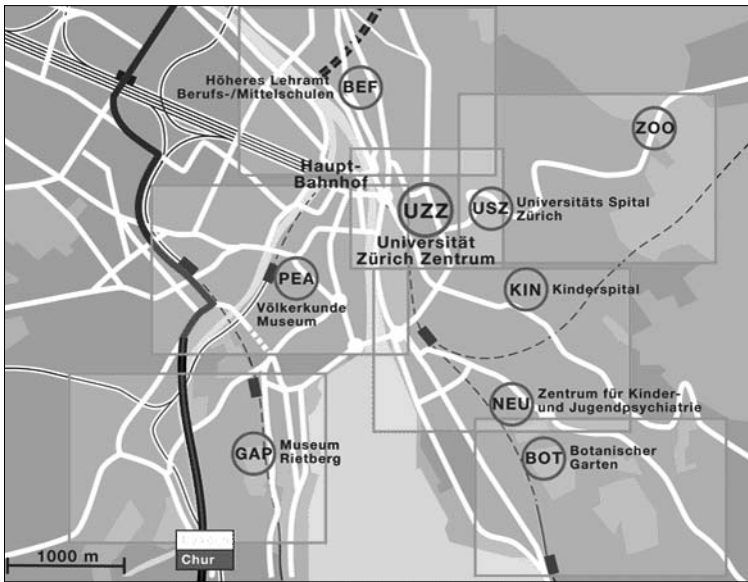 Höheres Lehramt
Berufs-/Mittelschulen
BEF
ZOO
Haupt-
Bahnhof
UZZ
Universität
Zürich Zentrum
USZ
Universitäts Spital
Zürich
PEA
Völkerkunde
Museum
KIN
Kinderspital
NEU
Zentrum für Kinder-
und Jugendpsychiatrie
GAP
Museum
Rietberg
BOT
Botanischer
Garten
Chur
1000 m